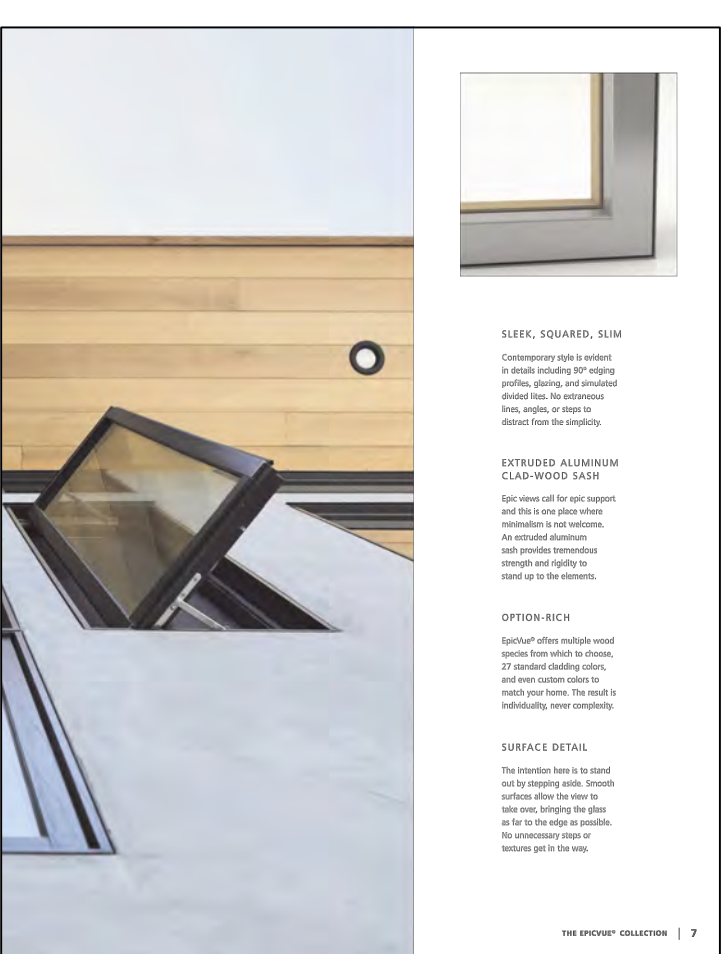 SLEEK, SQUARED, SLIM
Contemporary style is evident
in details including 90° edging
profiles, glazing, and simulated
divided lites. No extraneous
lines, angles, or steps to
distract from the simplicity.
EXTRUDED ALUMINUM
CLAD-WOOD SASH
Epic views call for epic support
and this is one place where
minimalism is not welcome.
An extruded aluminum
sash provides tremendous
strength and rigidity to
stand up to the elements.
OPTION-RICH
EpicVue® offers multiple wood
species from which to choose,
27 standard cladding colors,
and even custom colors to
match your home. The result is
individuality, never complexity.
SURFACE DETAIL
The intention here is to stand
out by stepping aside. Smooth
surfaces allow the view to
take over, bringing the glass
as far to the edge as possible.
No unnecessary steps or
textures get in the way.
THE EPICVUE® COLLECTION | 7